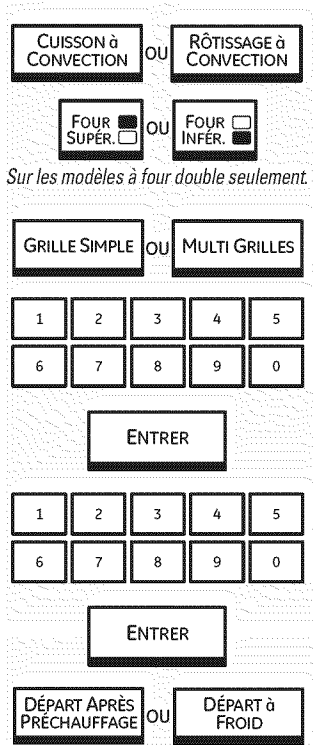 CUISSON à OU RÔTISSAGE à
CONVECTION CONVECTION
FOUR OU FOUR
SUPÉR. INFÉR.
Sur les modèles à four double seulement.
GRILLE SIMPLE OU MULTI GRILLES
1 2 3 4 5
6 7 8 9 0
ENTRER
1 2 3 4 5
6 7 8 9 0
ENTRER
DÉPART APRÈS OU DÉPART à
PRÉCHAUFFAGE FROID